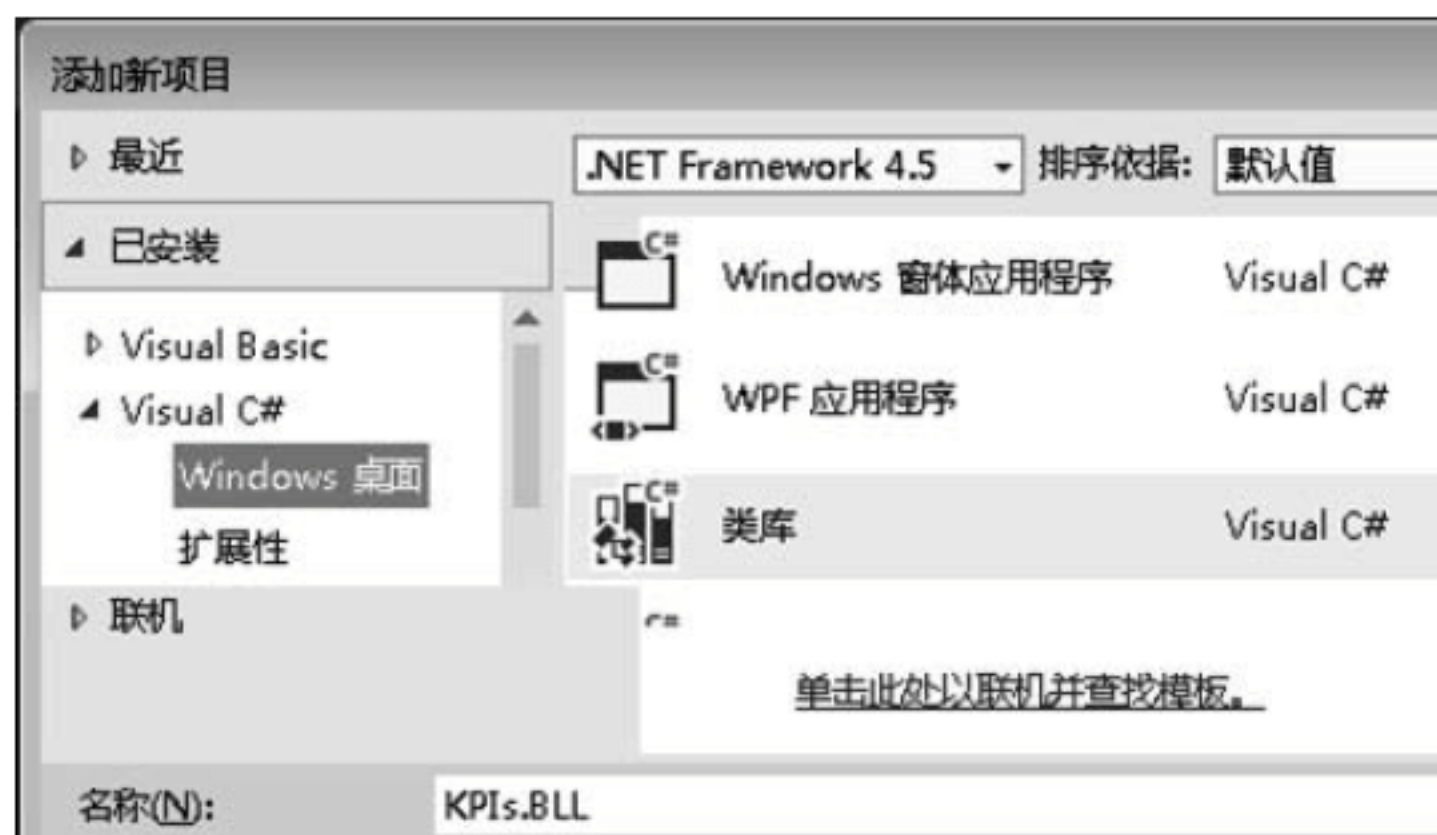 添加新项目
最近
.NET Framework 4.5 排序依据: 默认值
已安装
Windows 窗体应用程序 Visual C#
Visual Basic
WPF 应用程序 Visual C#
Visual C#
Windows 桌面
类库 Visual C#
扩展性
联机
单击此处以联机并查找模板。
名称(N): KPIs.BLL